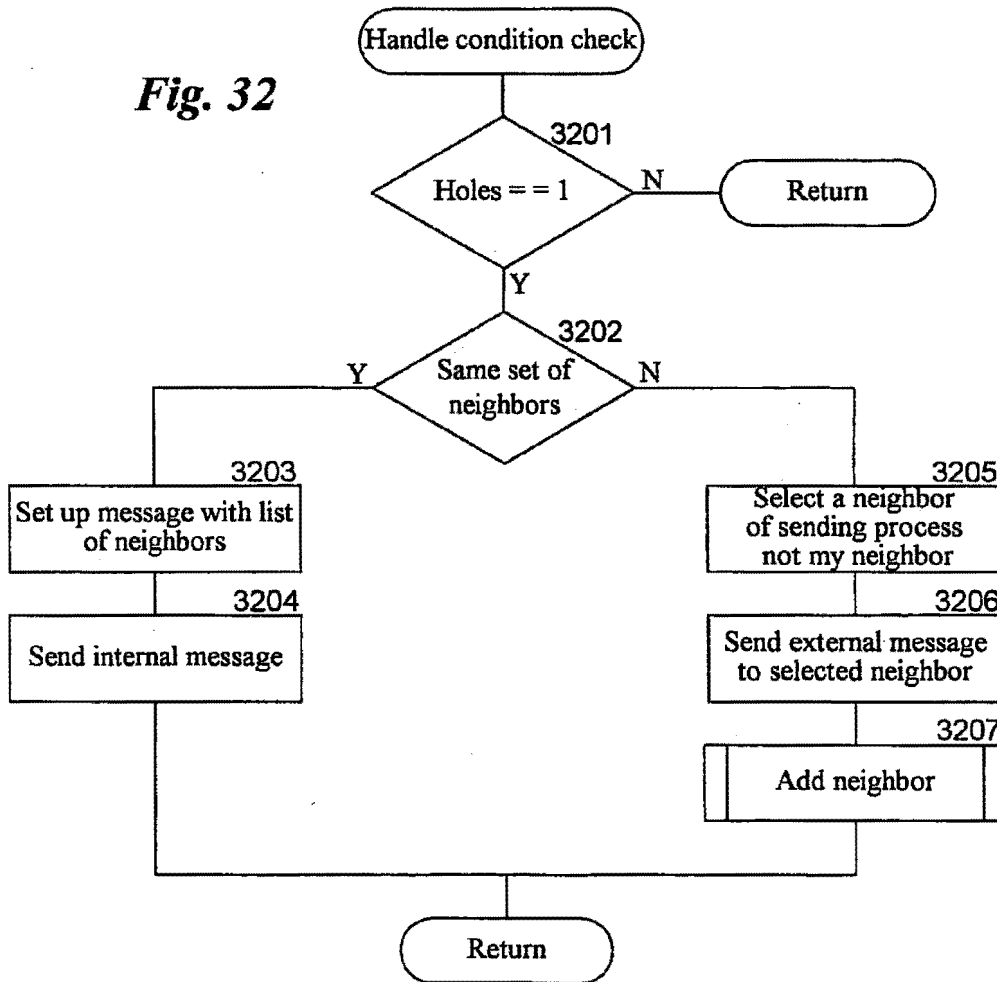 Handle condition check
Fig. 32
3201
Holes = = 1
N
Return
Y
3202
Y
Same set of
neighbors
N
3203
Set up message with list
of neighbors
3205
Select a neighbor
of sending process
not my neighbor
3204
Send internal message
3206
Send external message
to selected neighbor
3207
Add neighbor
Return